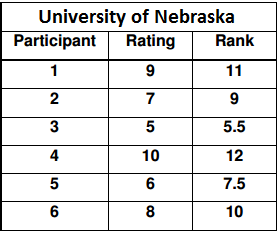 University of Nebraska
Participant Rating Rank
1 9 11
2 7 9
3 5 5.5
4 10 12
5 6 7.5
6 8 10